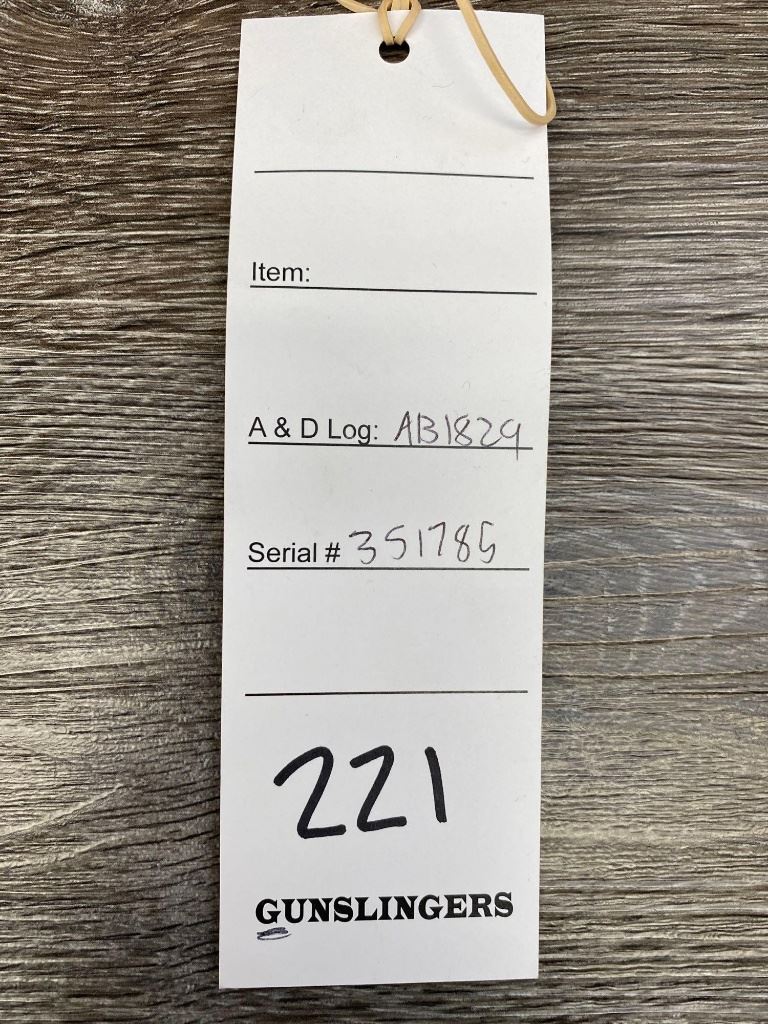 Item:
A & D Log: AB1829
Serial # 351785
221
GUNSLINGERS